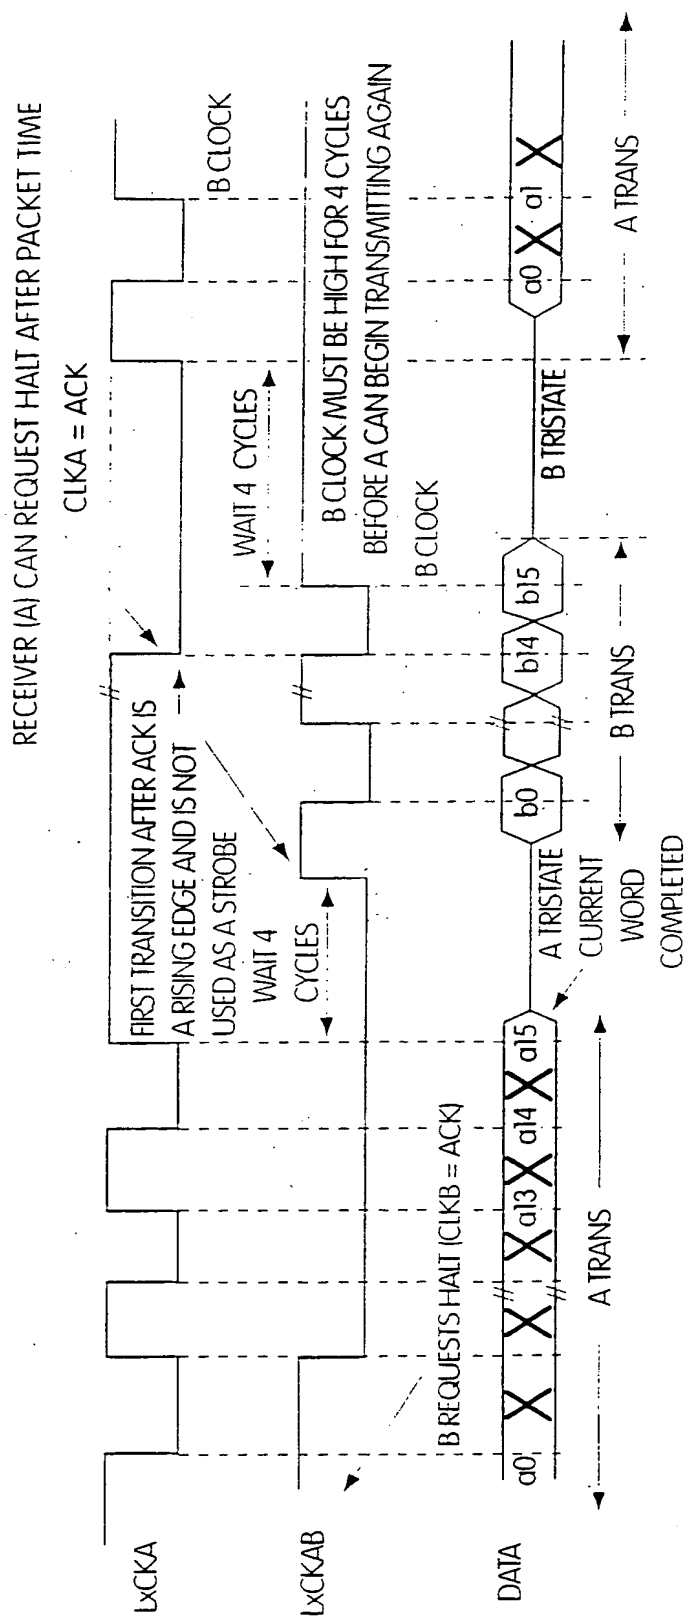 RECEIVER (A) CAN REQUEST HALT AFTER PACKET TIME
CLKA = ACK
LxCKA
FIRST TRANSITION AFTER ACK IS
A RISING EDGE AND IS NOT
USED AS A STROBE
B CLOCK
WAIT 4
CYCLES
WAIT 4 CYCLES
LxCKAB
B CLOCK MUST BE HIGH FOR 4 CYCLES
BEFORE A CAN BEGIN TRANSMITTING AGAIN
B CLOCK
B REQUESTS HALT (CLKB = ACK)
DATA
a0 a13 a14 a15 b0 b14 b15 a0 a1
A TRISTATE
B TRISTATE
CURRENT
WORD
COMPLETED
A TRANS
B TRANS
A TRANS